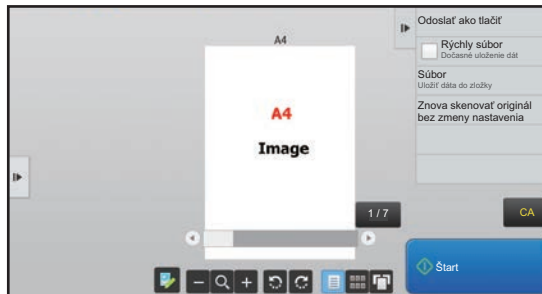 A4
A4
Image
1 / 7
Odoslať ako tlačiť
Rýchly súbor
Dočasné uloženie dát
Súbor
Uložiť dáta do zložky
Znova skenovať originál
bez zmeny nastavenia
CA
Štart